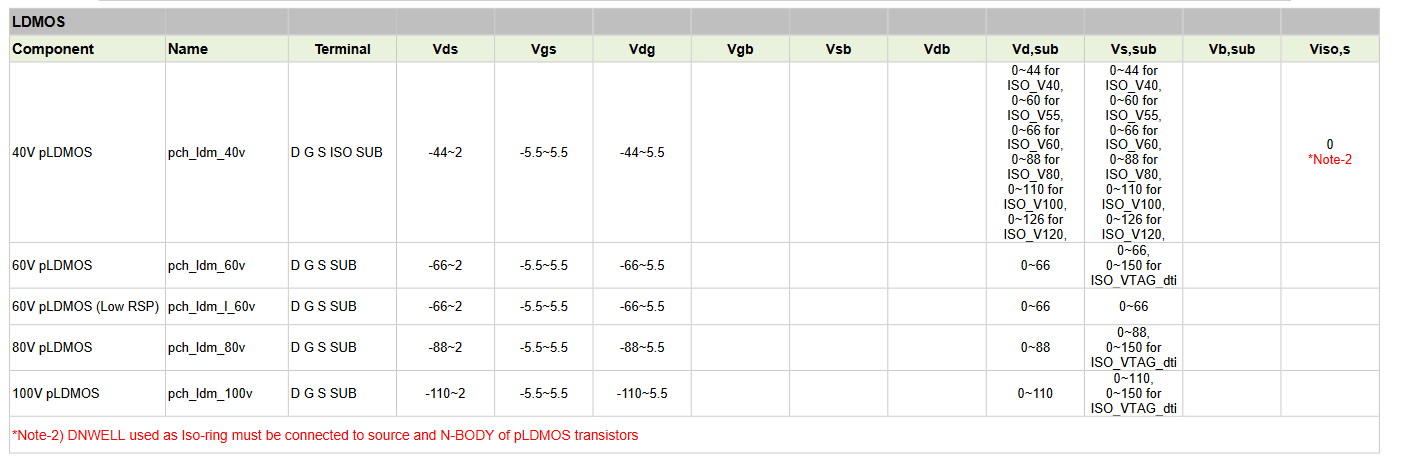 LDMOS
Component Name Terminal Vds Vgs Vdg Vgb Vsb Vdb Vd,sub Vs,sub Vb,sub Viso,s
40V pLDMOS pch_ldm_40v D G S ISO SUB -44~2 -5.5~5.5 -44~5.5
0~44 for
ISO_V40,
0~60 for
ISO_V55,
0~66 for
ISO_V60,
0~88 for
ISO_V80,
0~110 for
ISO_V100,
0~126 for
ISO_V120,
0~44 for
ISO_V40,
0~60 for
ISO_V55,
0~66 for
ISO_V60,
0~88 for
ISO_V80,
0~110 for
ISO_V100,
0~126 for
ISO_V120,
0
*Note-2
60V pLDMOS pch_ldm_60v D G S SUB -66~2 -5.5~5.5 -66~5.5 0~66
0~66,
0~150 for
ISO_VTAG_dti
60V pLDMOS (Low RSP) pch_ldm_l_60v D G S SUB -66~2 -5.5~5.5 -66~5.5 0~66 0~66
80V pLDMOS pch_ldm_80v D G S SUB -88~2 -5.5~5.5 -88~5.5 0~88
0~88,
0~150 for
ISO_VTAG_dti
100V pLDMOS pch_ldm_100v D G S SUB -110~2 -5.5~5.5 -110~5.5 0~110
0~110,
0~150 for
ISO_VTAG_dti
*Note-2) DNWELL used as Iso-ring must be connected to source and N-BODY of pLDMOS transistors